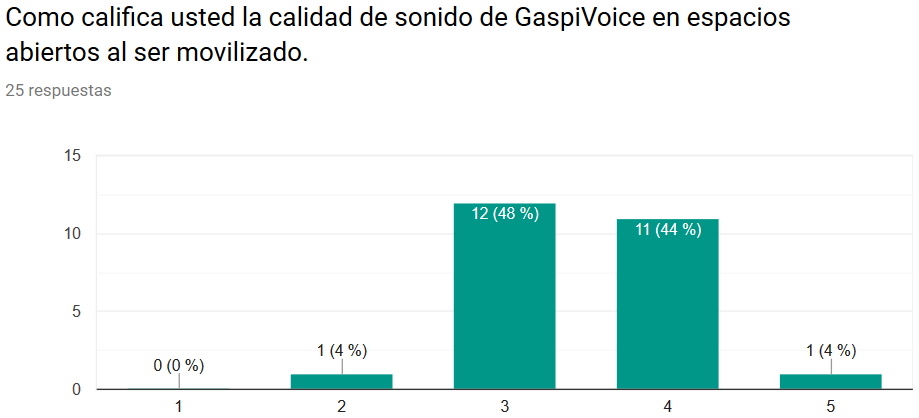 Como califica usted la calidad de sonido de GaspiVoice en espacios
abiertos al ser movilizado.
25 respuestas
15
10
5
0
0 (0 %)
1 (4 %)
12 (48 %)
11 (44 %)
1 (4 %)
1
2
3
4
5